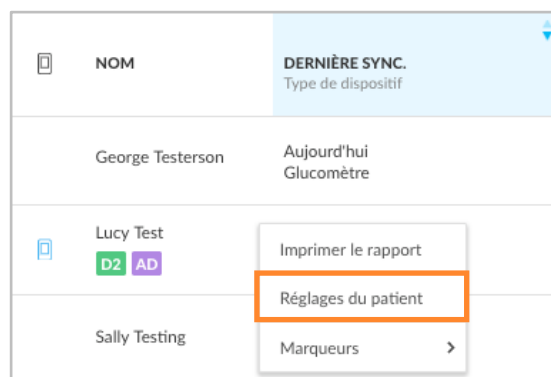 NOM
DERNIÈRE SYNC.
Type de dispositif
George Testerson
Aujourd'hui
Glucomètre
Lucy Test
D2 AD
Imprimer le rapport
Réglages du patient
Sally Testing
Marqueurs